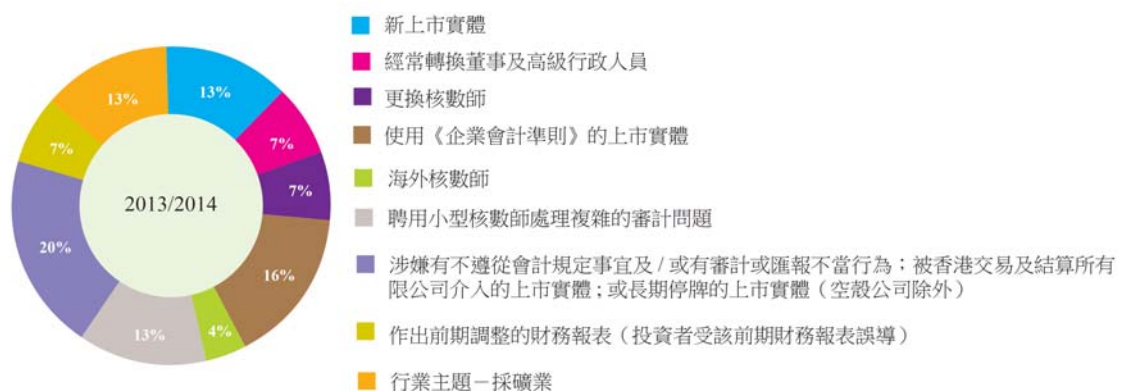 新上市實體
經常轉換董事及高級行政人員
更換核數師
使用《企業會計準則》的上市實體
海外核數師
聘用小型核數師處理複雜的審計問題
涉嫌有不遵從會計規定事宜及 / 或有審計或匯報不當行為；被香港交易及結算所有
限公司介入的上市實體；或長期停牌的上市實體（空殼公司除外）
作出前期調整的財務報表（投資者受該前期財務報表誤導）
行業主題－採礦業
2013/2014
13%
7%
7%
16%
4%
13%
20%
7%
13%